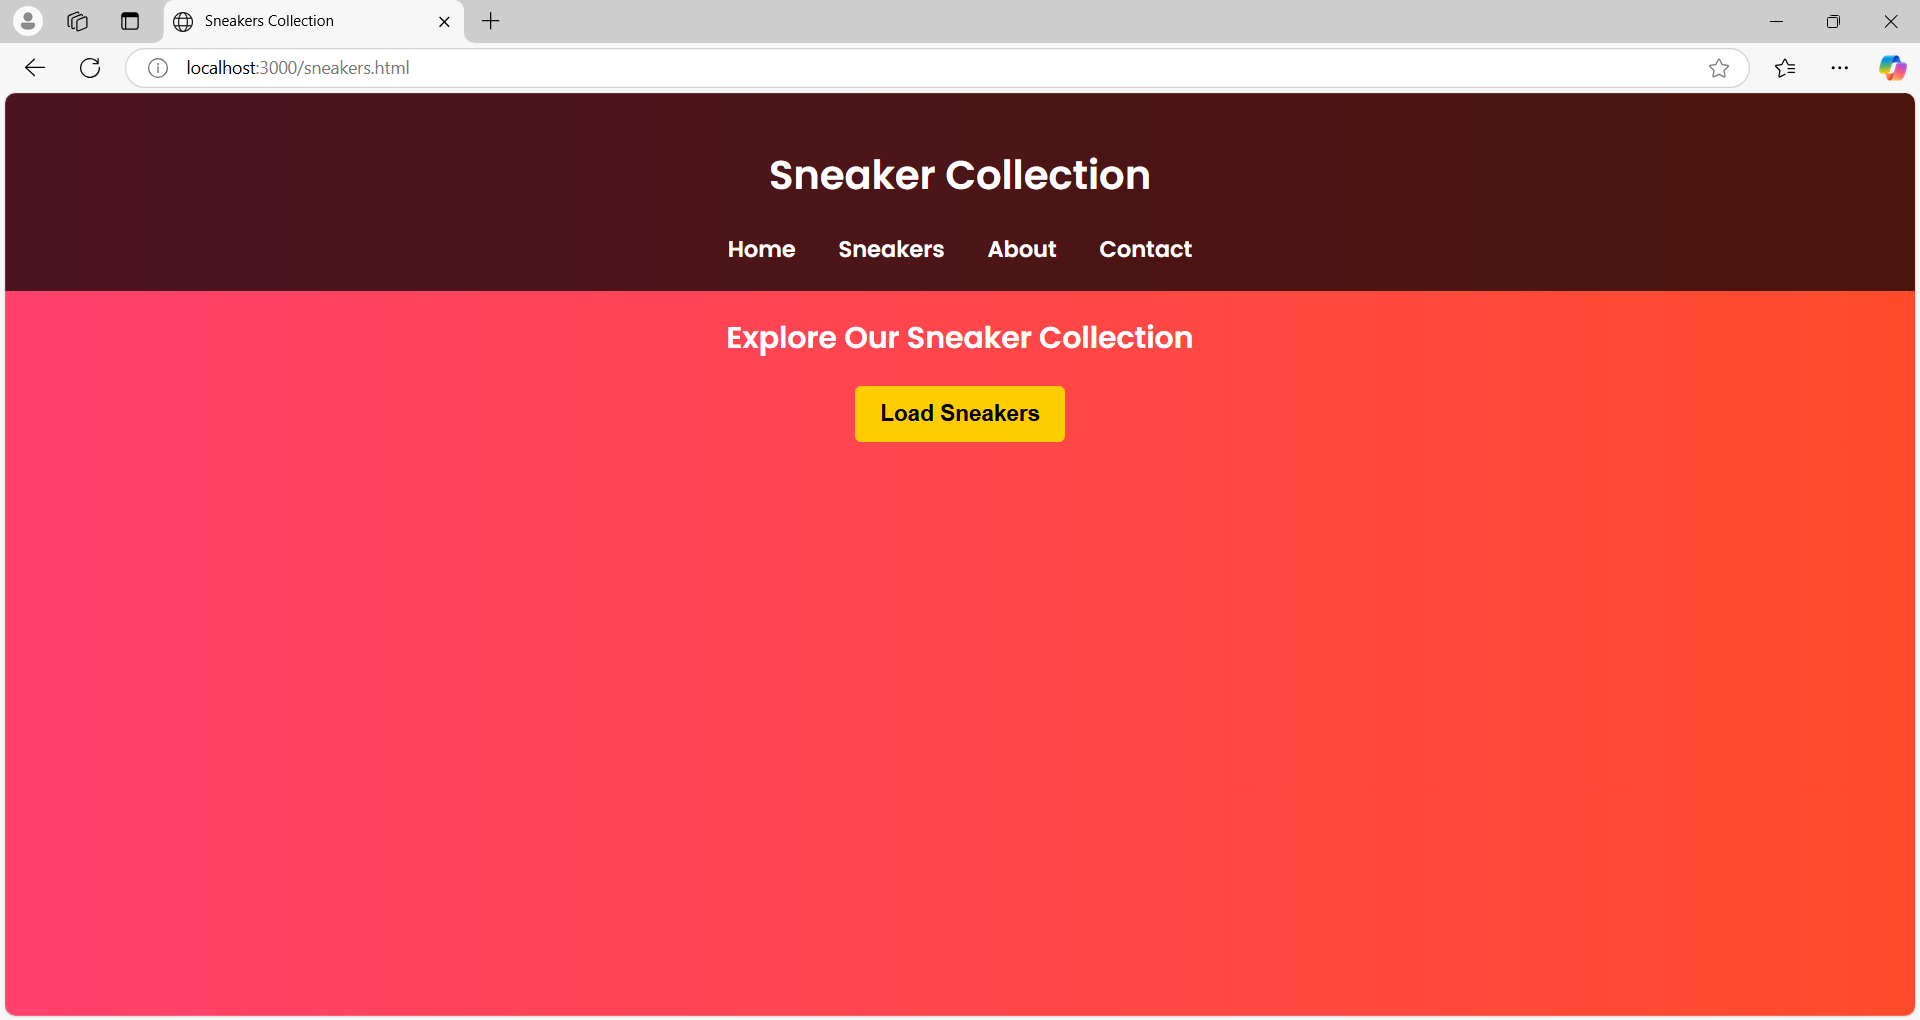 Sneakers Collection
localhost:3000/sneakers.html
Sneaker Collection
Home Sneakers About Contact
Explore Our Sneaker Collection
Load Sneakers